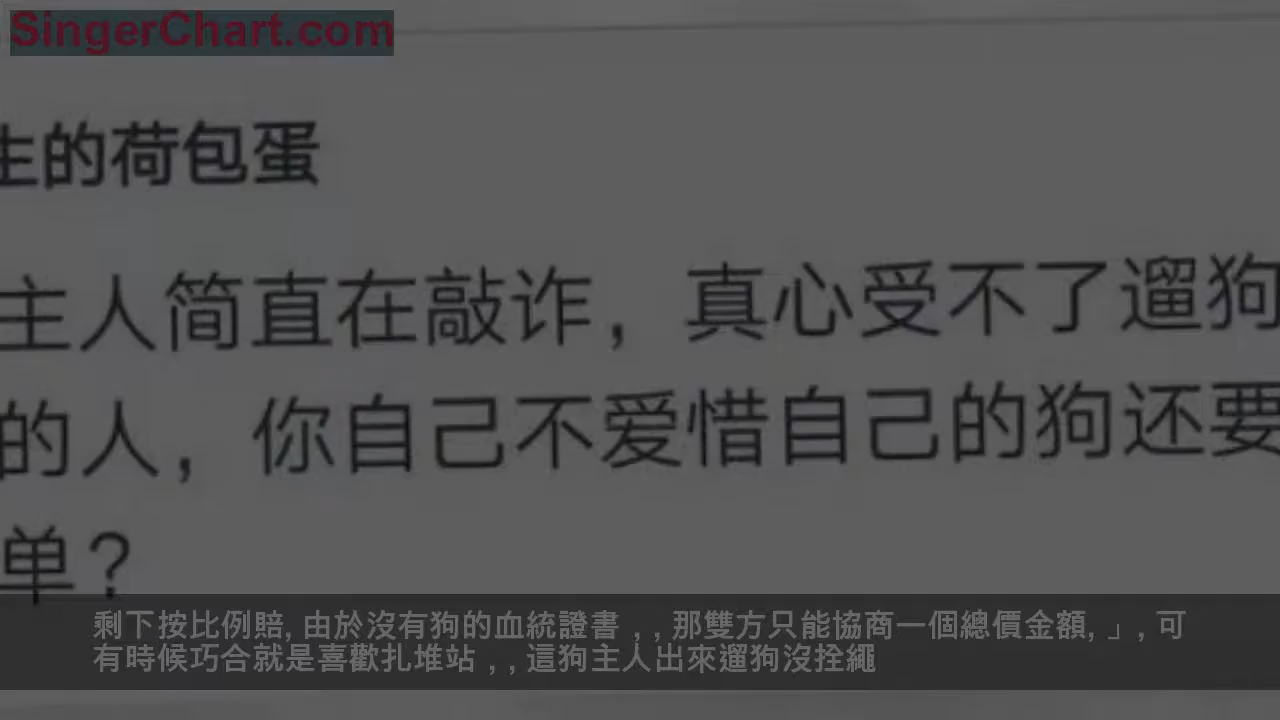 SingerChart.com
生的荷包蛋
主人简直在敲诈，真心受不了遛狗
的人，你自己不爱惜自己的狗还要
单？
剩下按比例賠, 由於沒有狗的血統證書 , , 那雙方只能協商一個總價金額, 」, 可
有時候巧合就是喜歡扎堆站 , , 這狗主人出來遛狗沒拴繩